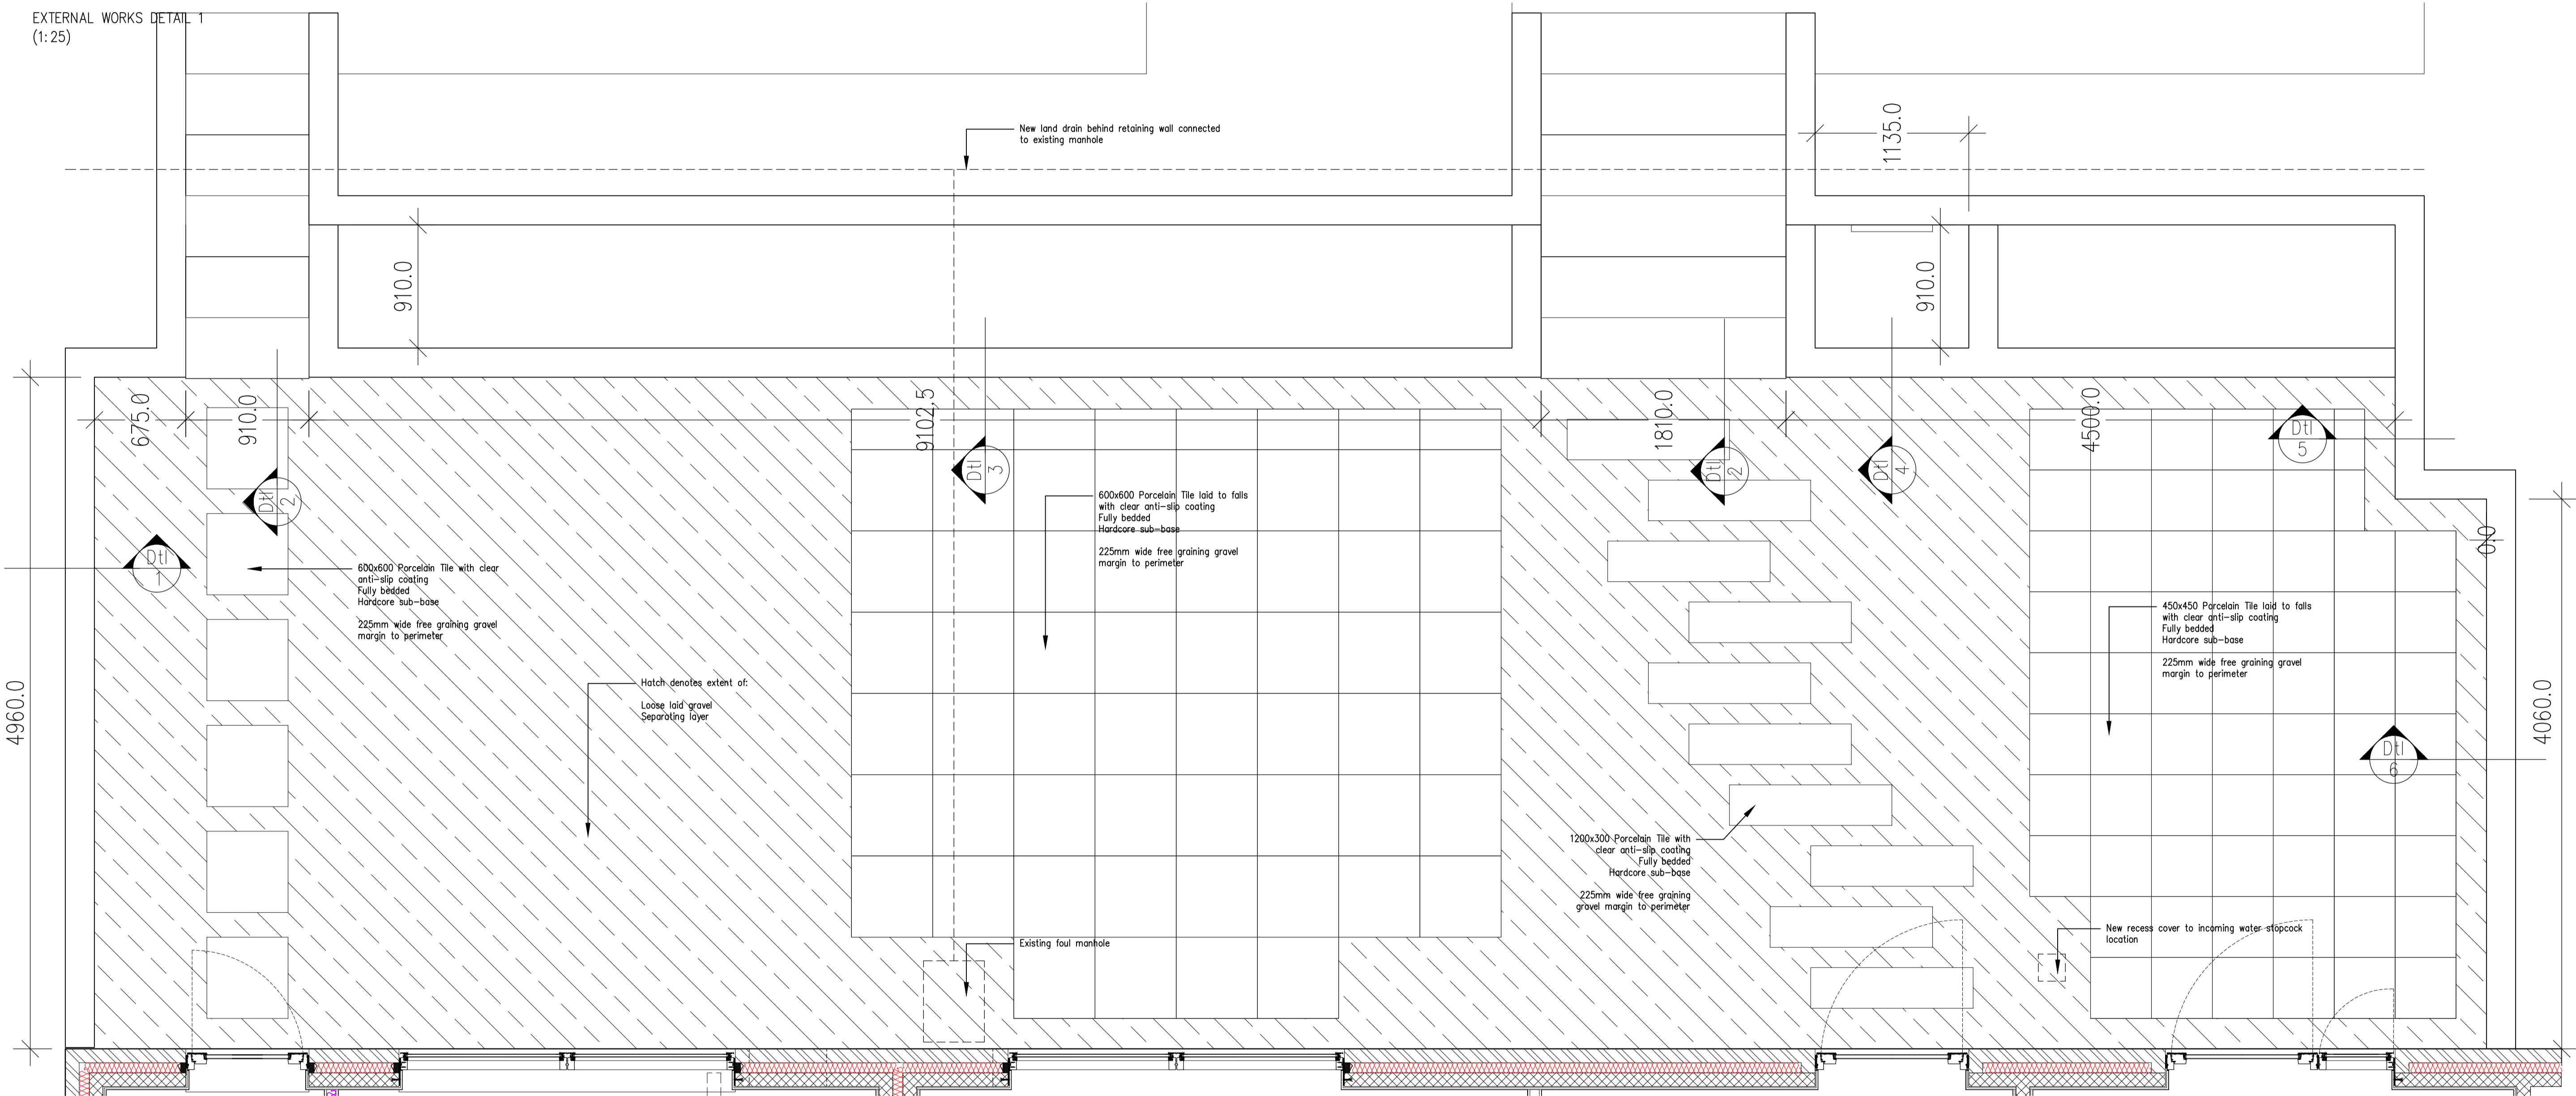 EXTERNAL WORKS DETAIL 1
(1:25)
New land drain behind retaining wall connected
to existing manhole
1135.0
910.0
910.0
675.0
910.0
9102.5
1810.0
4500.0
Dtl
5
Dtl
3
Dtl
2
Dtl
4
Dtl
2
600x600 Porcelain Tile laid to falls
with clear anti-slip coating
Fully bedded
Hardcore sub-base
225mm wide free graining gravel
margin to perimeter
0.0
Dtl
1
600x600 Porcelain Tile with clear
anti-slip coating
Fully bedded
Hardcore sub-base
225mm wide free graining gravel
margin to perimeter
450x450 Porcelain Tile laid to falls
with clear anti-slip coating
Fully bedded
Hardcore sub-base
225mm wide free graining gravel
margin to perimeter
Hatch denotes extent of:
Loose laid gravel
Separating layer
4960.0
4060.0
Dtl
6
1200x300 Porcelain Tile with
clear anti-slip coating
Fully bedded
Hardcore sub-base
225mm wide free graining
gravel margin to perimeter
New recess cover to incoming water stopcock
location
Existing foul manhole